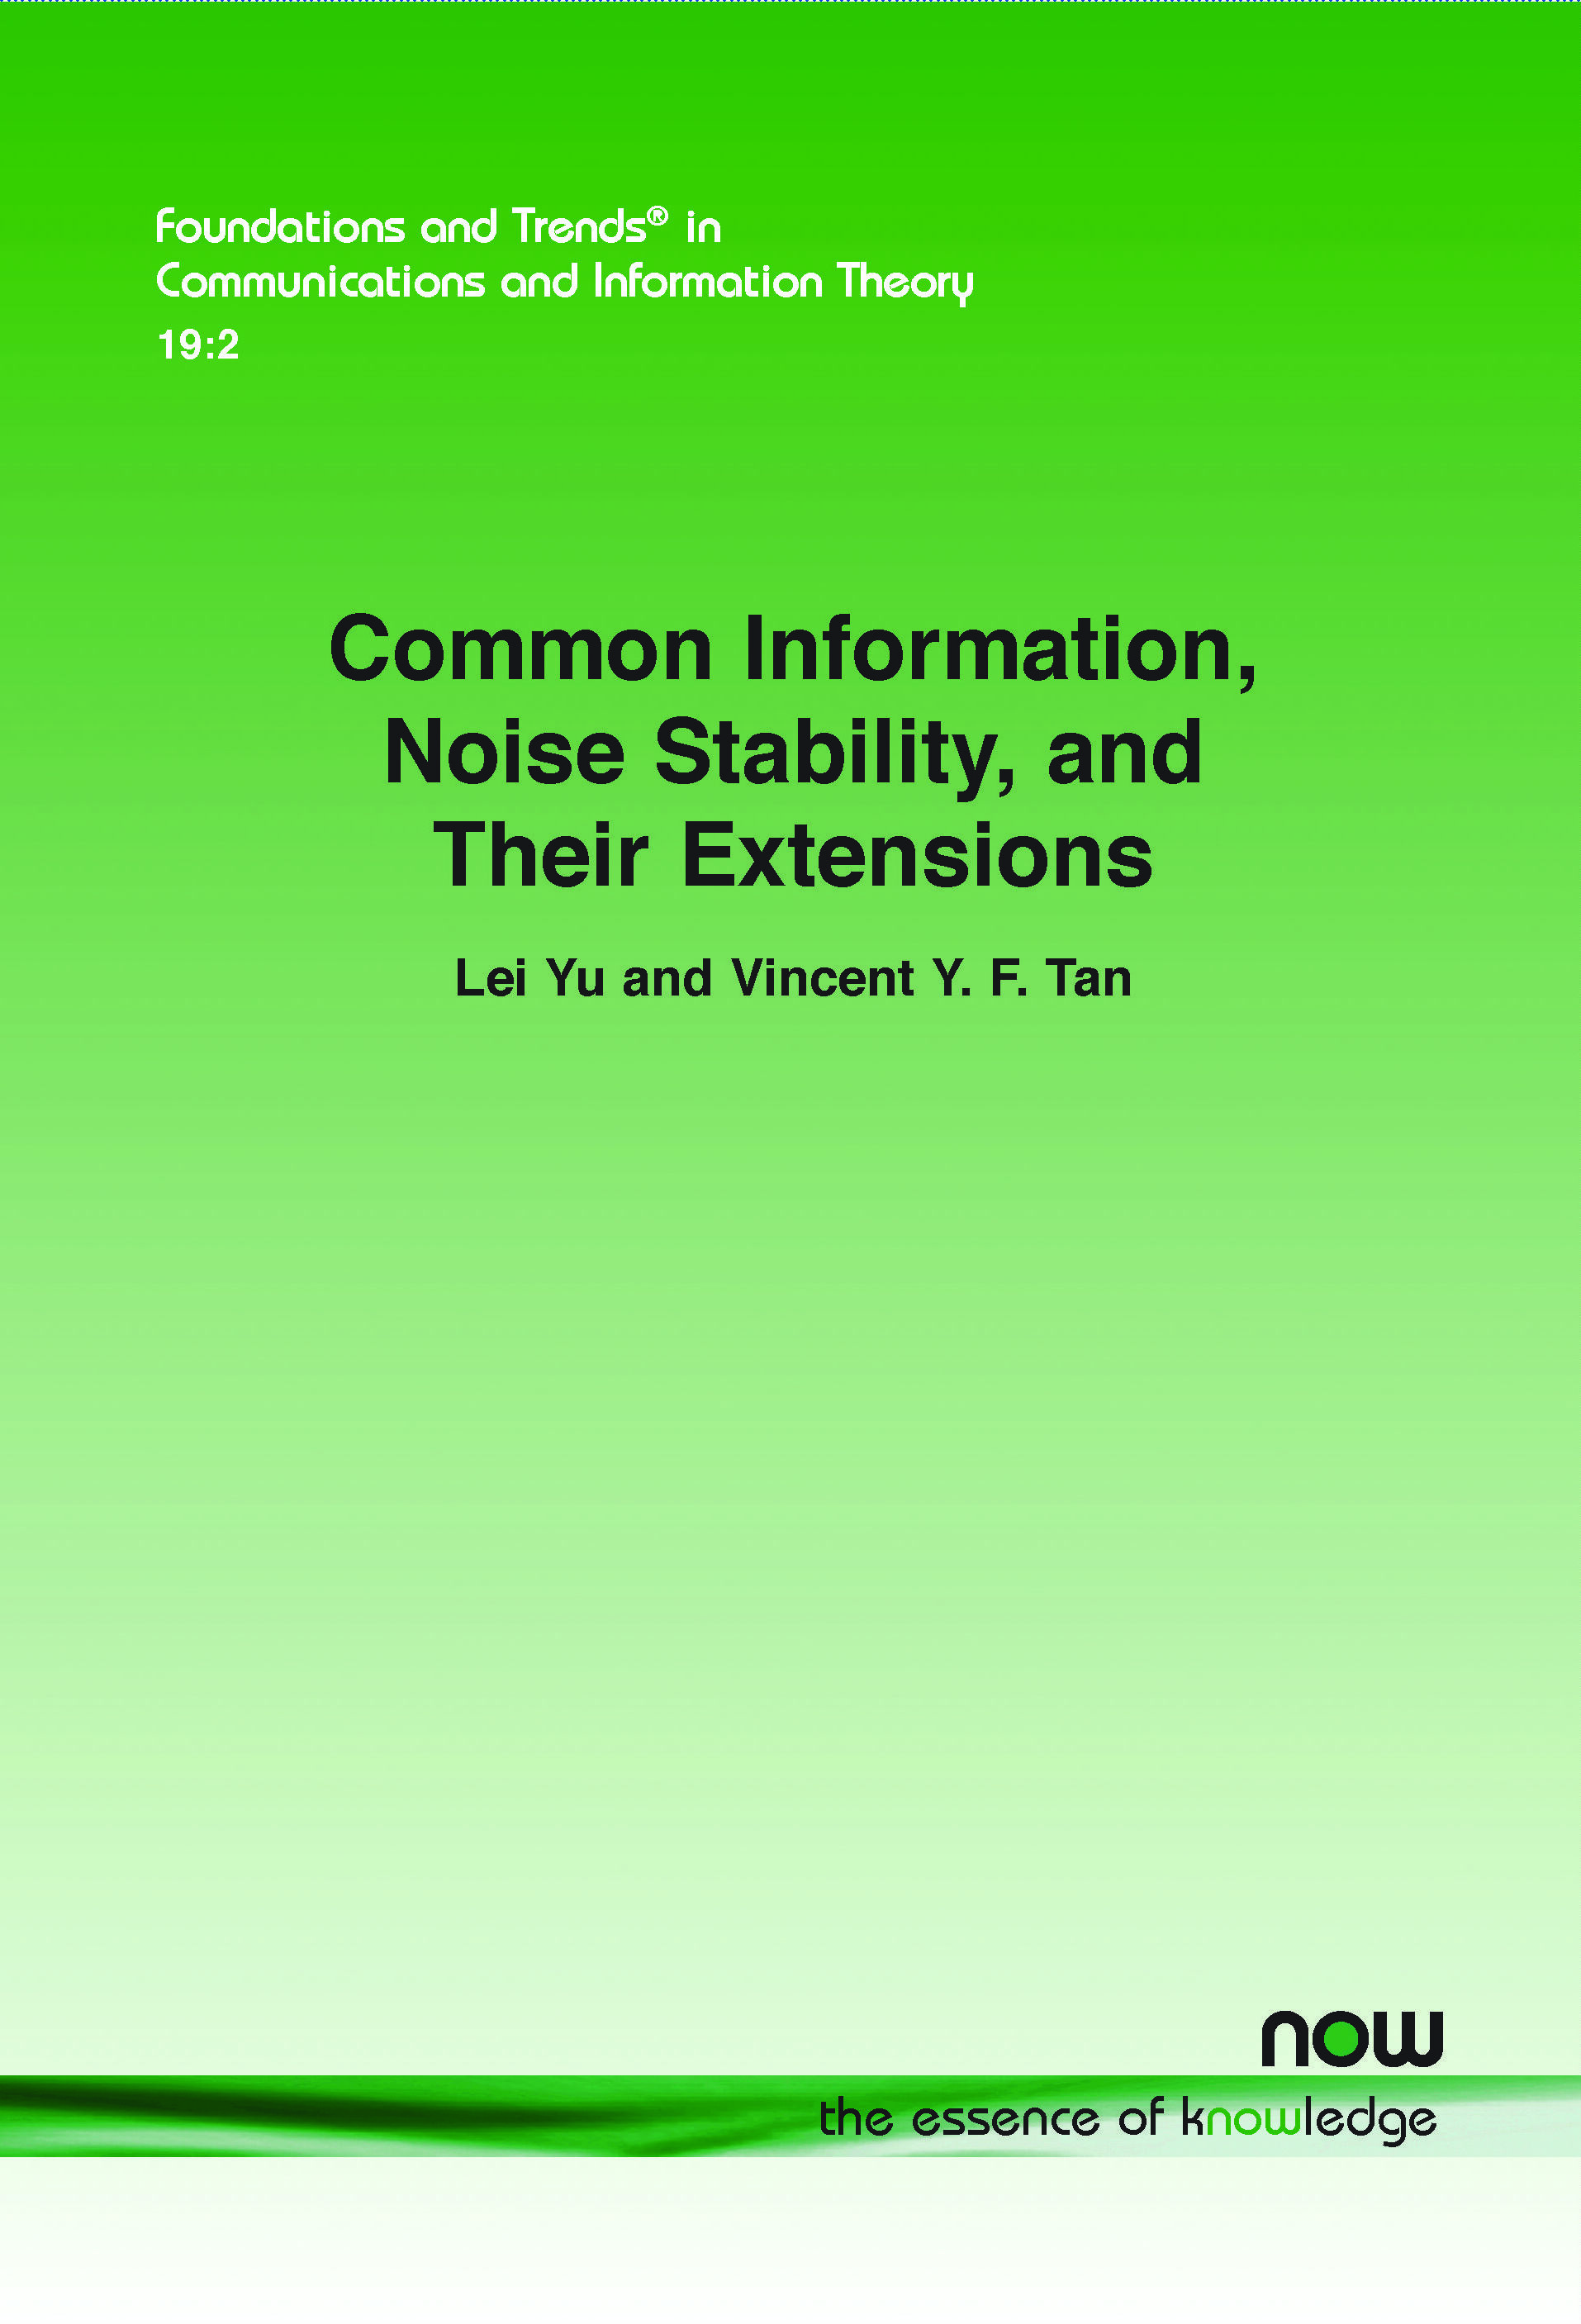 Foundations and Trends® in
Communications and Information Theory
19:2
Common Information,
Noise Stability, and
Their Extensions
Lei Yu and Vincent Y. F. Tan
now
the essence of knowledge